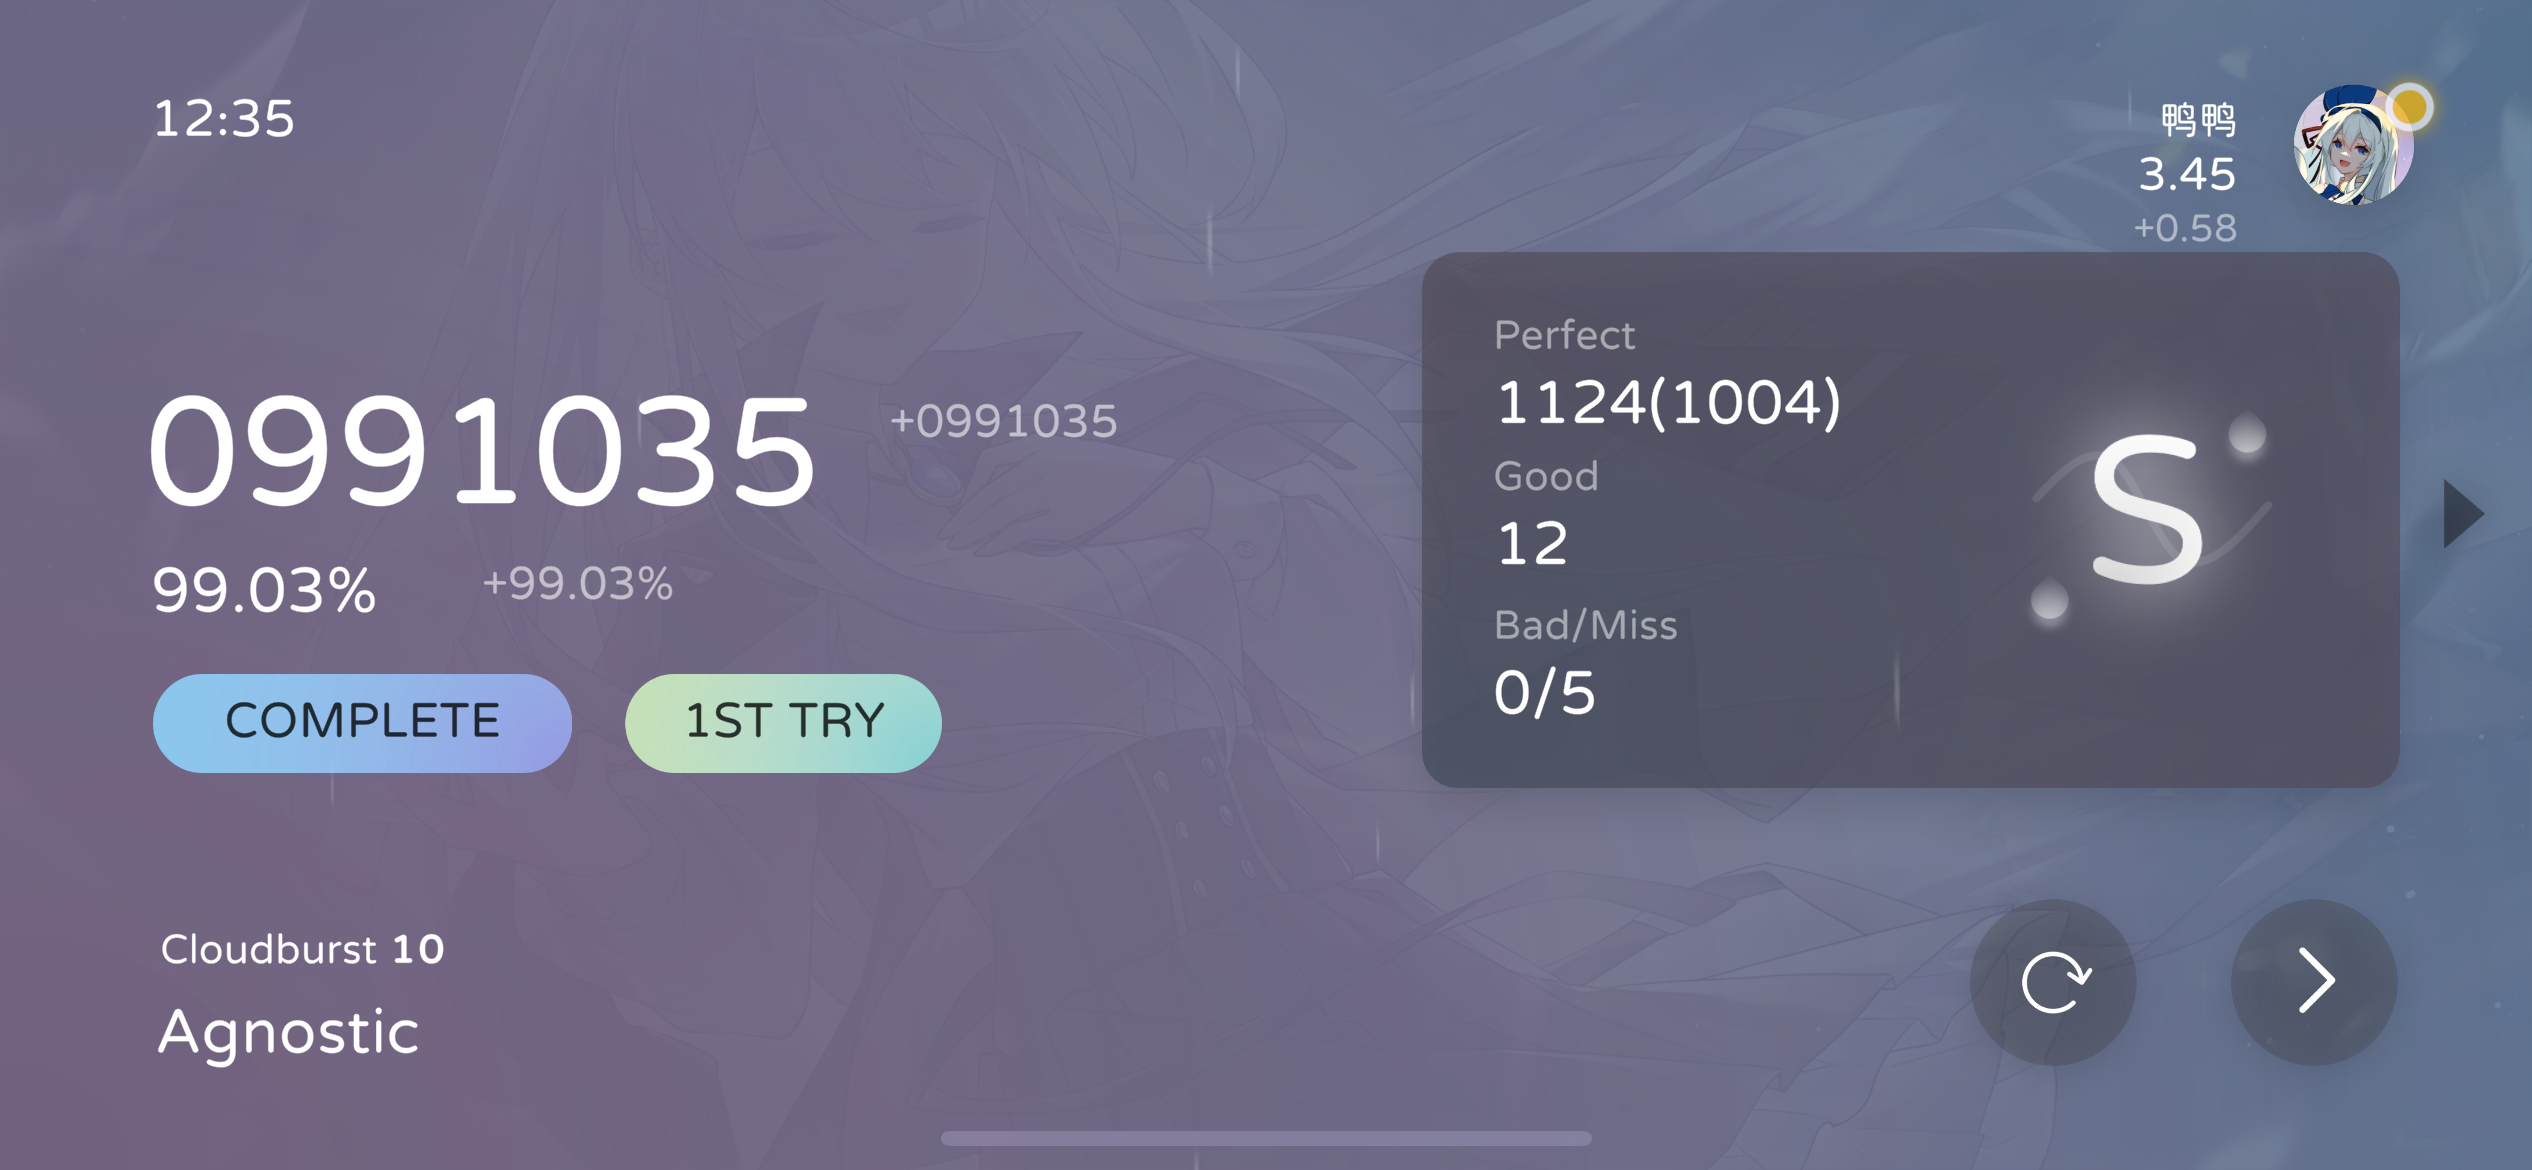 12:35
鸭鸭
3.45
+0.58
0991035
+0991035
99.03%
+99.03%
COMPLETE
1ST TRY
Perfect
1124(1004)
Good
12
Bad/Miss
0/5
S
Cloudburst 10
Agnostic